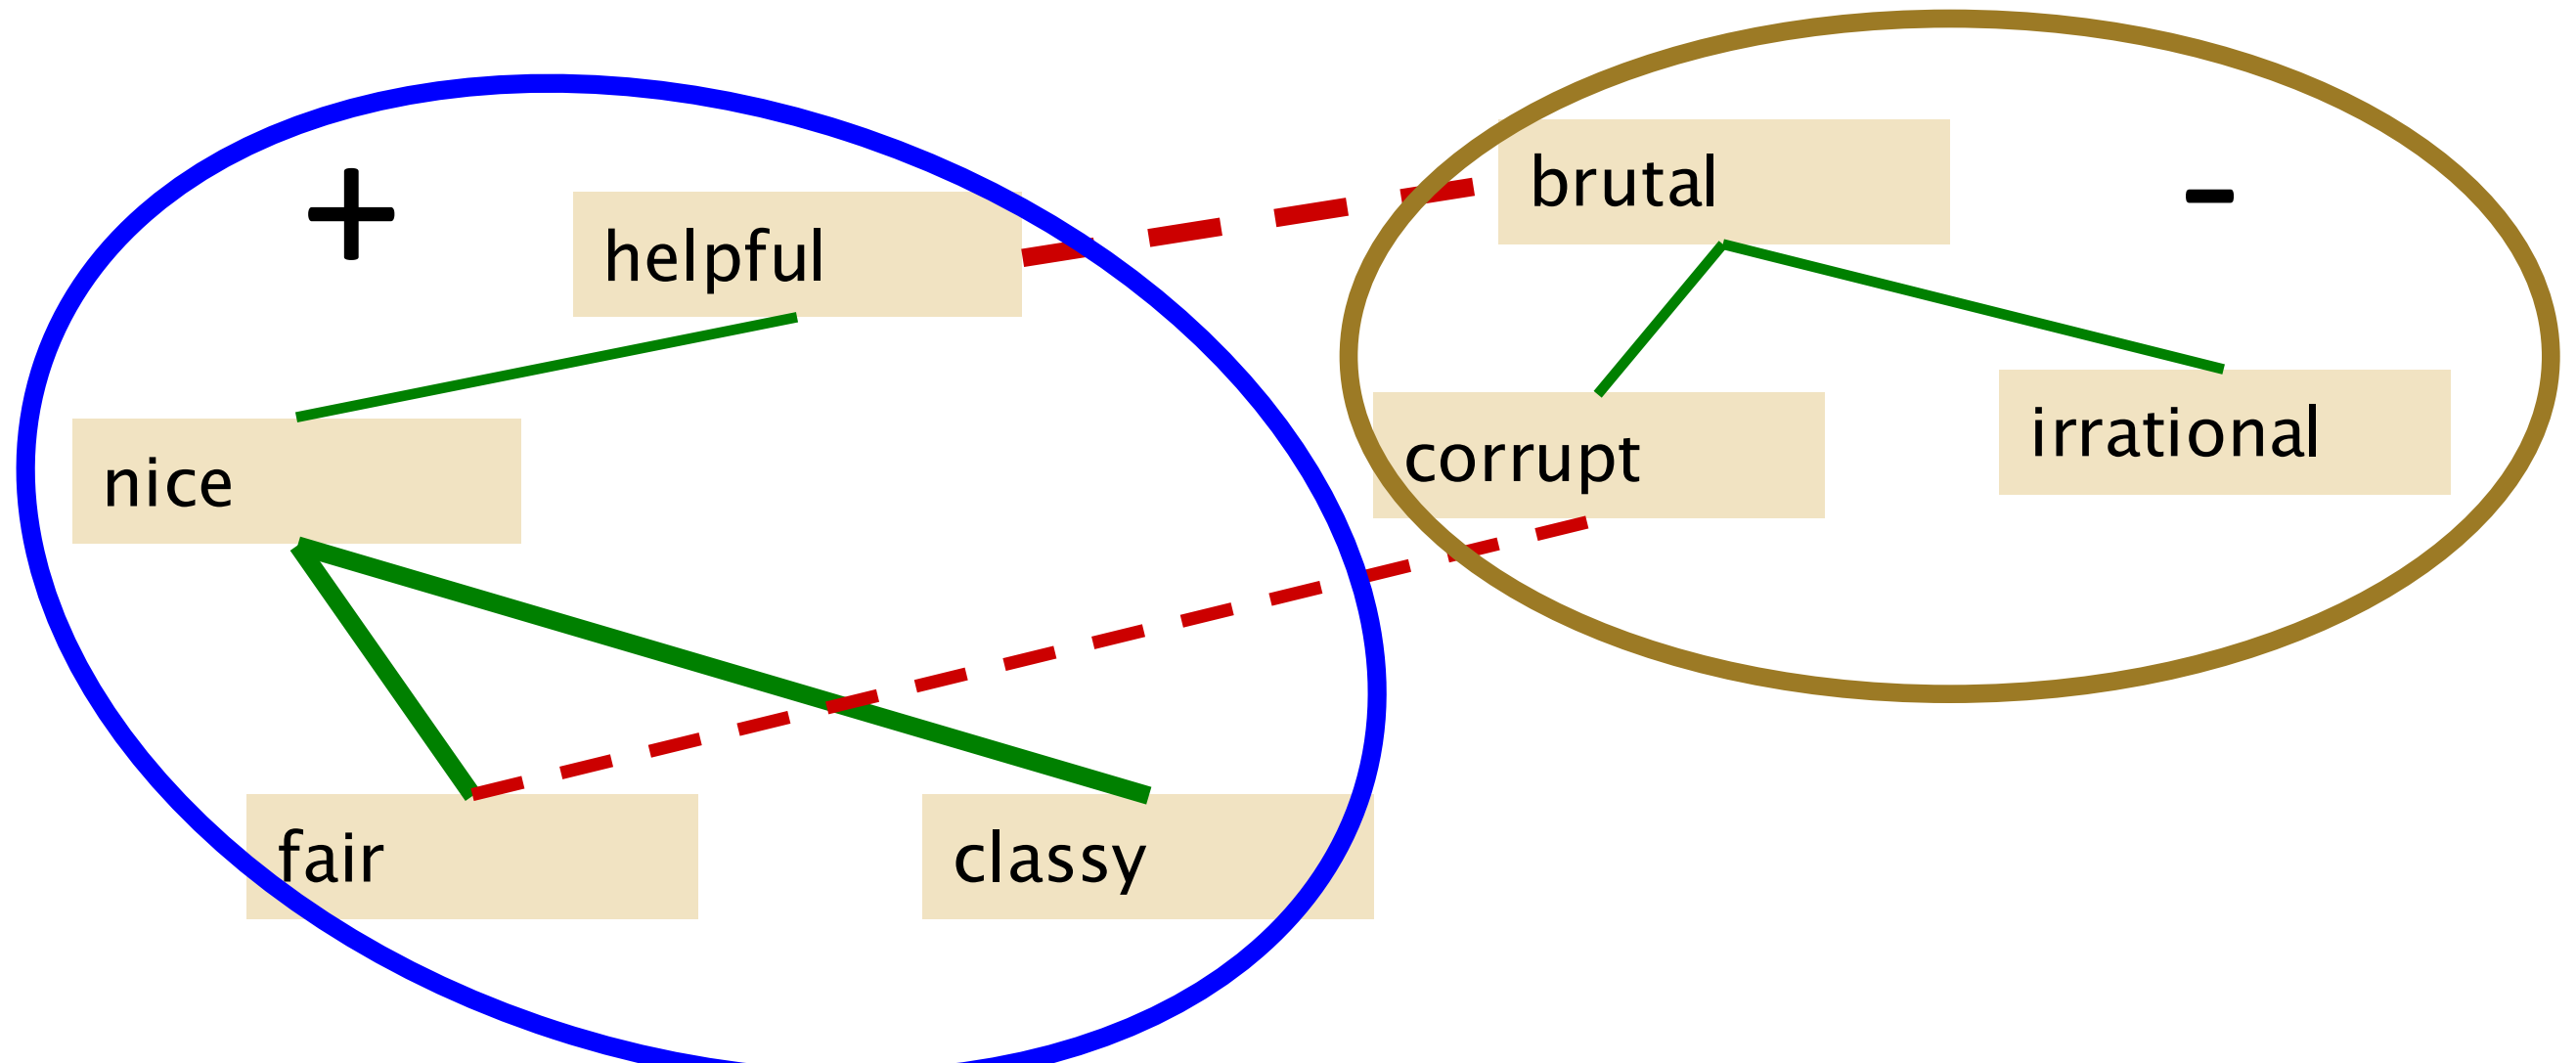 +
helpful
nice
fair
classy
brutal
-
corrupt
irrational